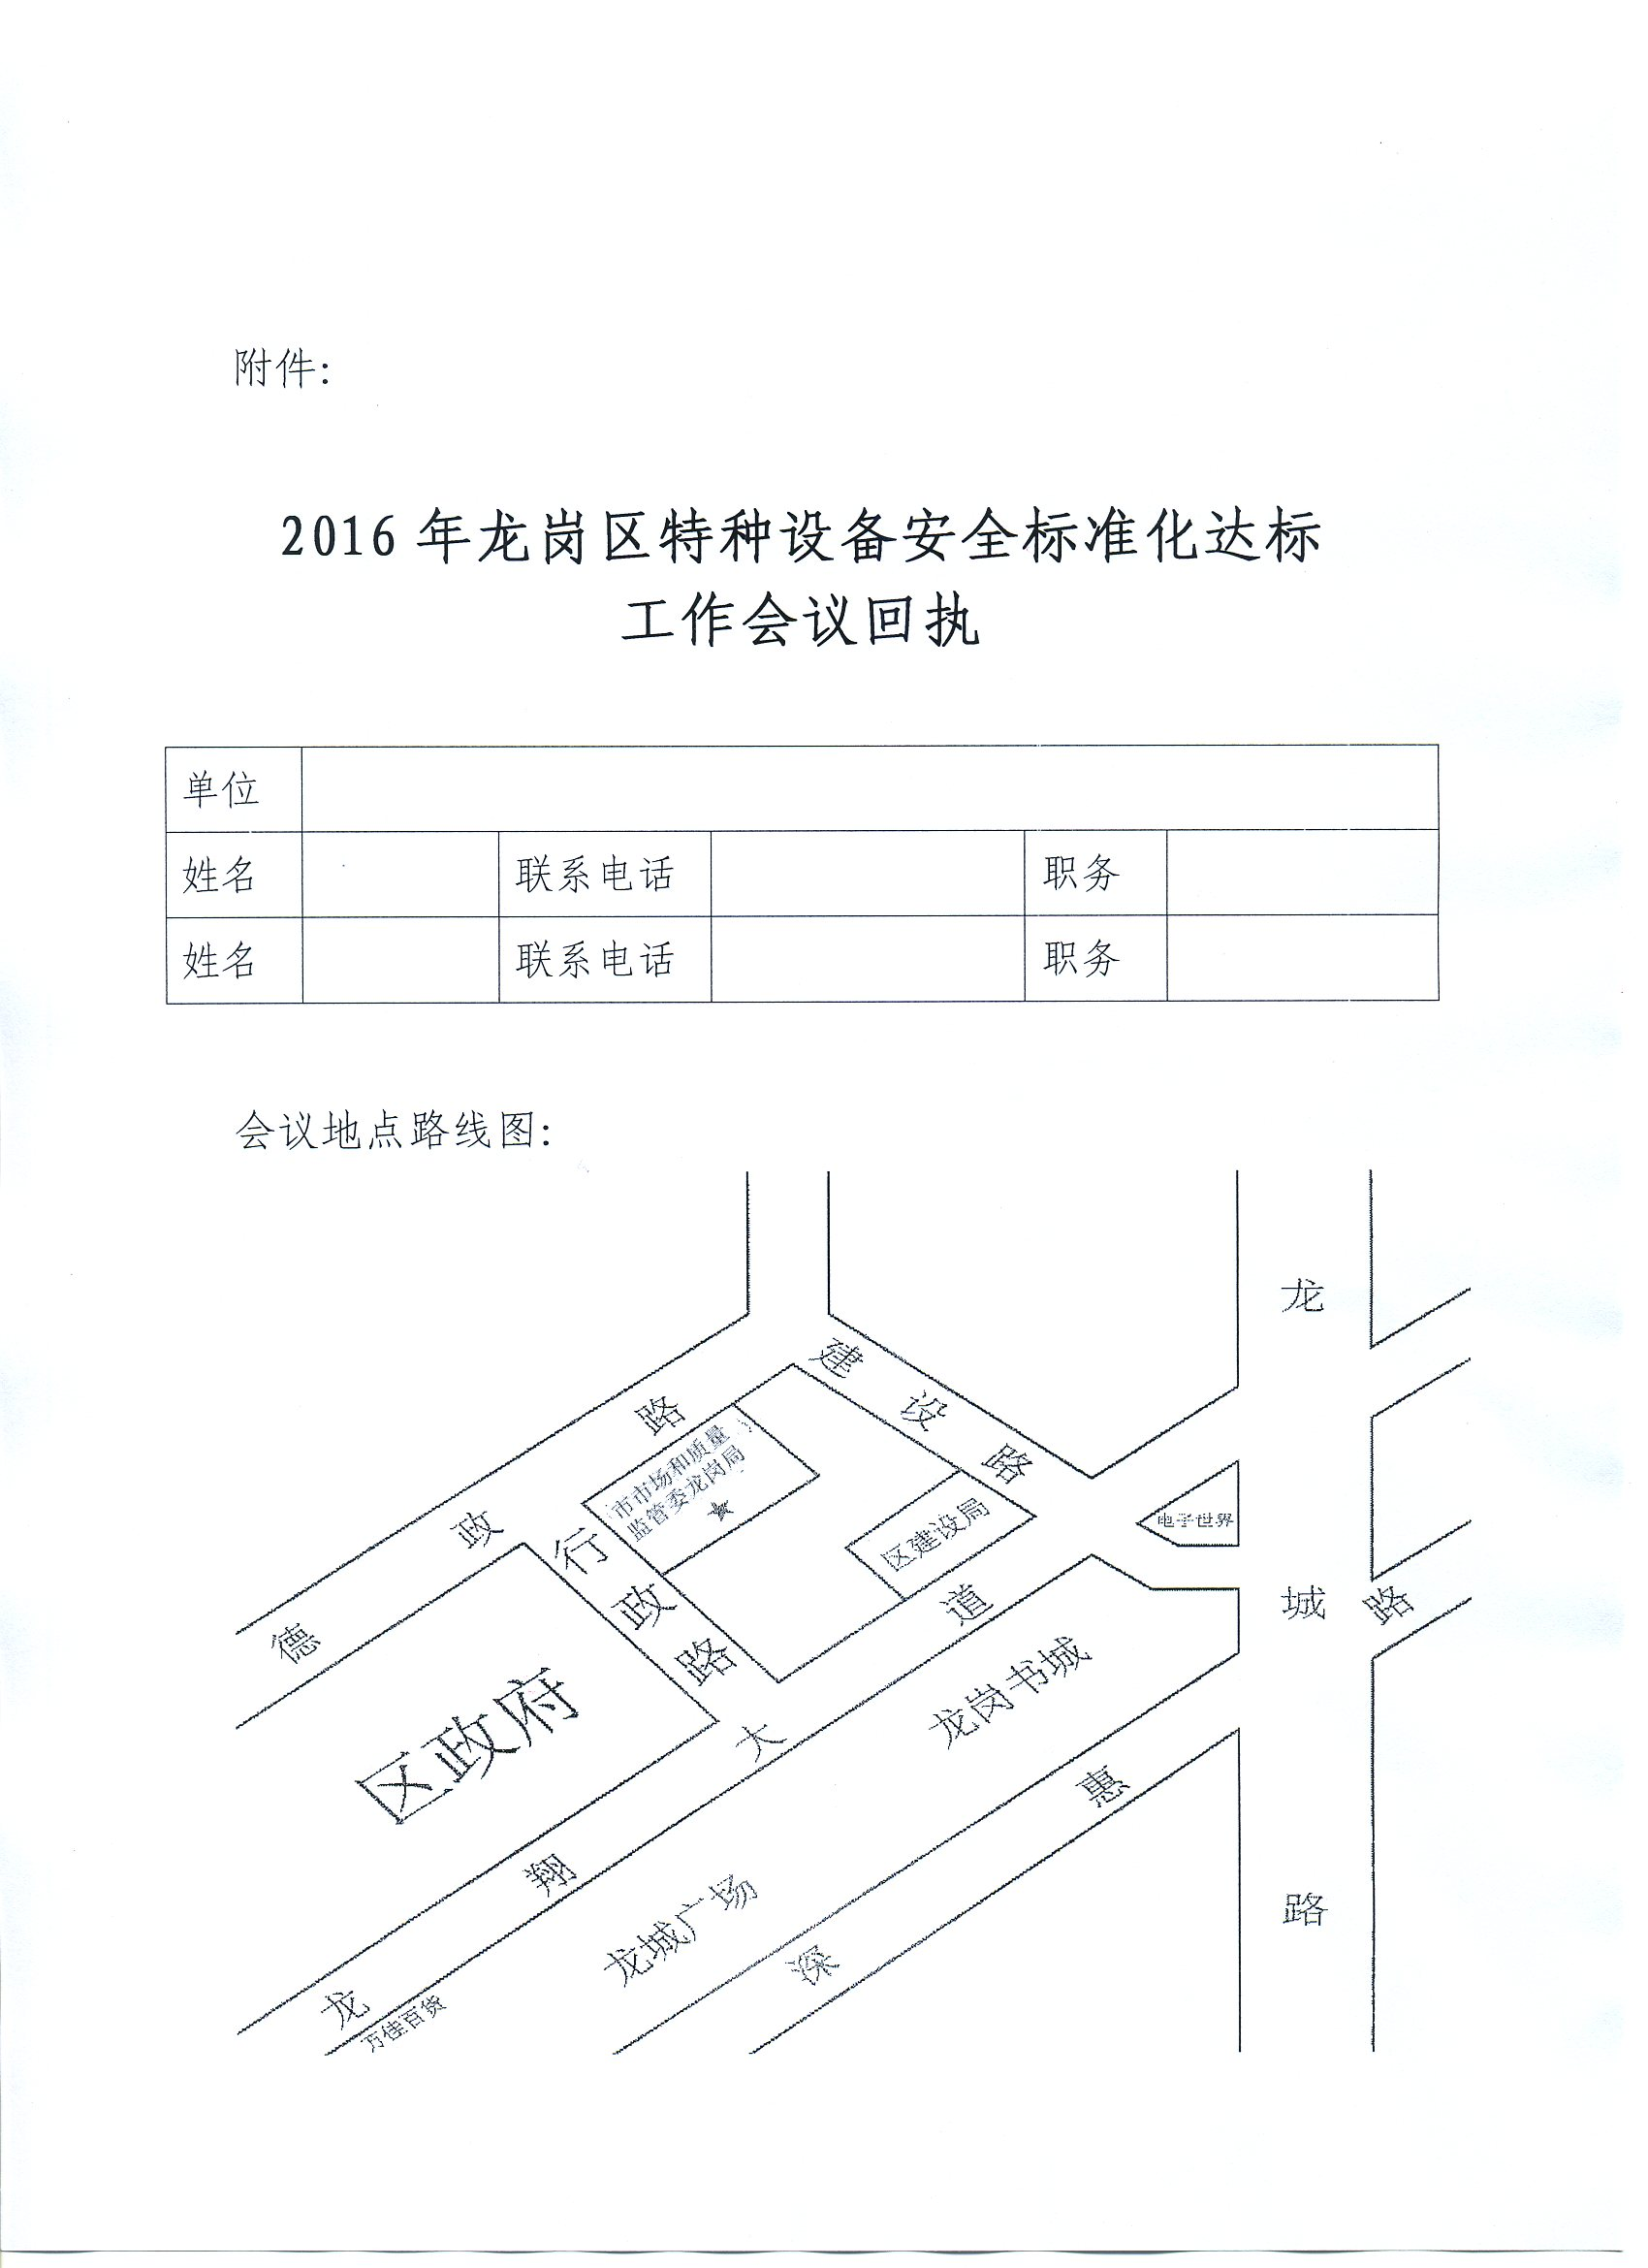 附件:
2016年龙岗区特种设备安全标准化达标
工作会议回执
单位
姓名 联系电话 职务
姓名 联系电话 职务
会议地点路线图:
龙城路
建设路
德政路
市市场和质量
监管委龙岗局
行政路
区建设局
电子世界
区政府
龙翔大道
龙岗书城
深惠路
龙城广场
万佳百货